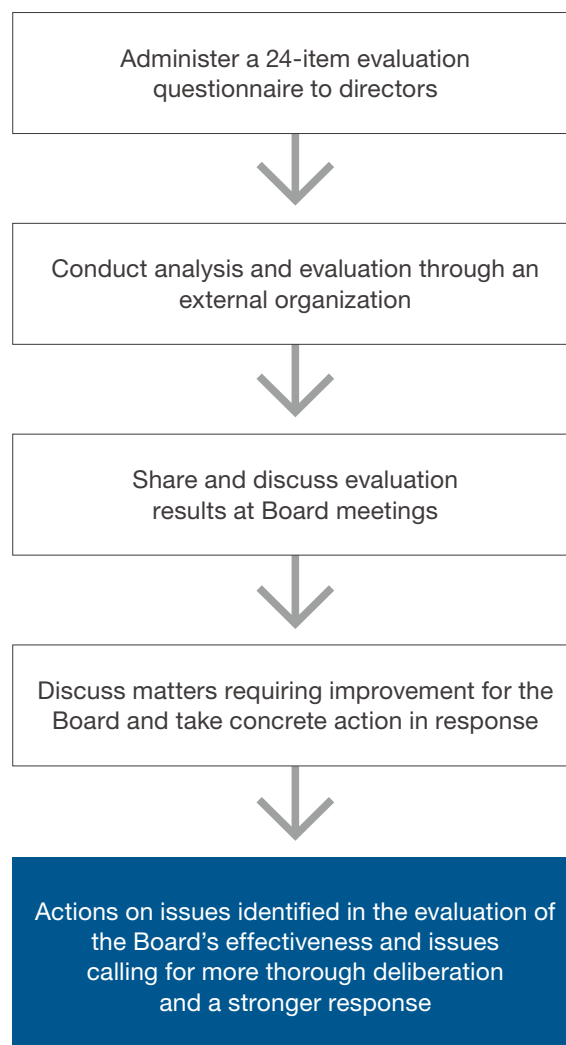 Administer a 24-item evaluation
questionnaire to directors
Conduct analysis and evaluation through an
external organization
Share and discuss evaluation
results at Board meetings
Discuss matters requiring improvement for the
Board and take concrete action in response
Actions on issues identified in the evaluation of
the Board’s effectiveness and issues
calling for more thorough deliberation
and a stronger response